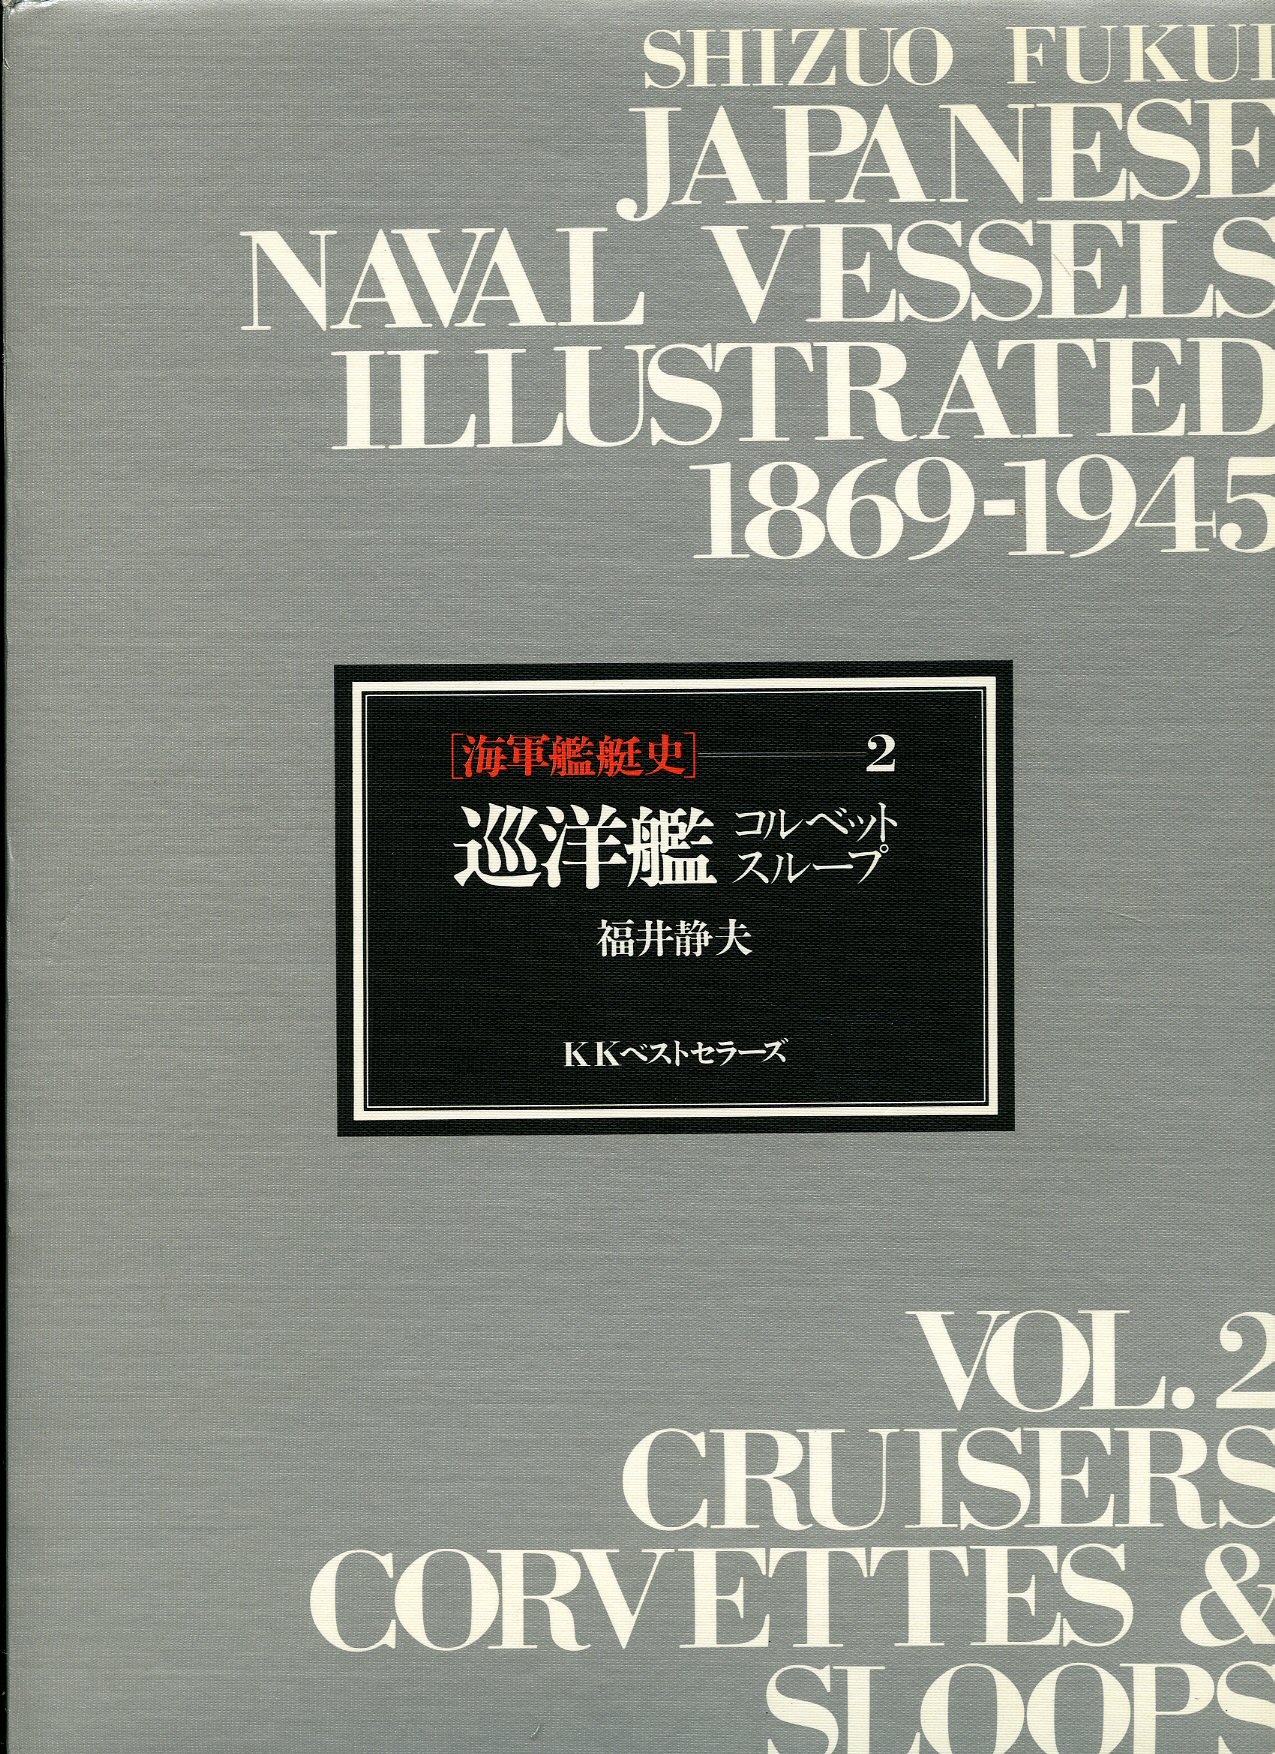 SHIZUO FUKUI
JAPANESE
NAVAL VESSELS
ILLUSTRATED
1869-1945
[海軍艦艇史] 2
巡洋艦 コルベット
スループ
福井静夫
KKベストセラーズ
VOL. 2
CRUISERS
CORVETTES &
SLOOPS